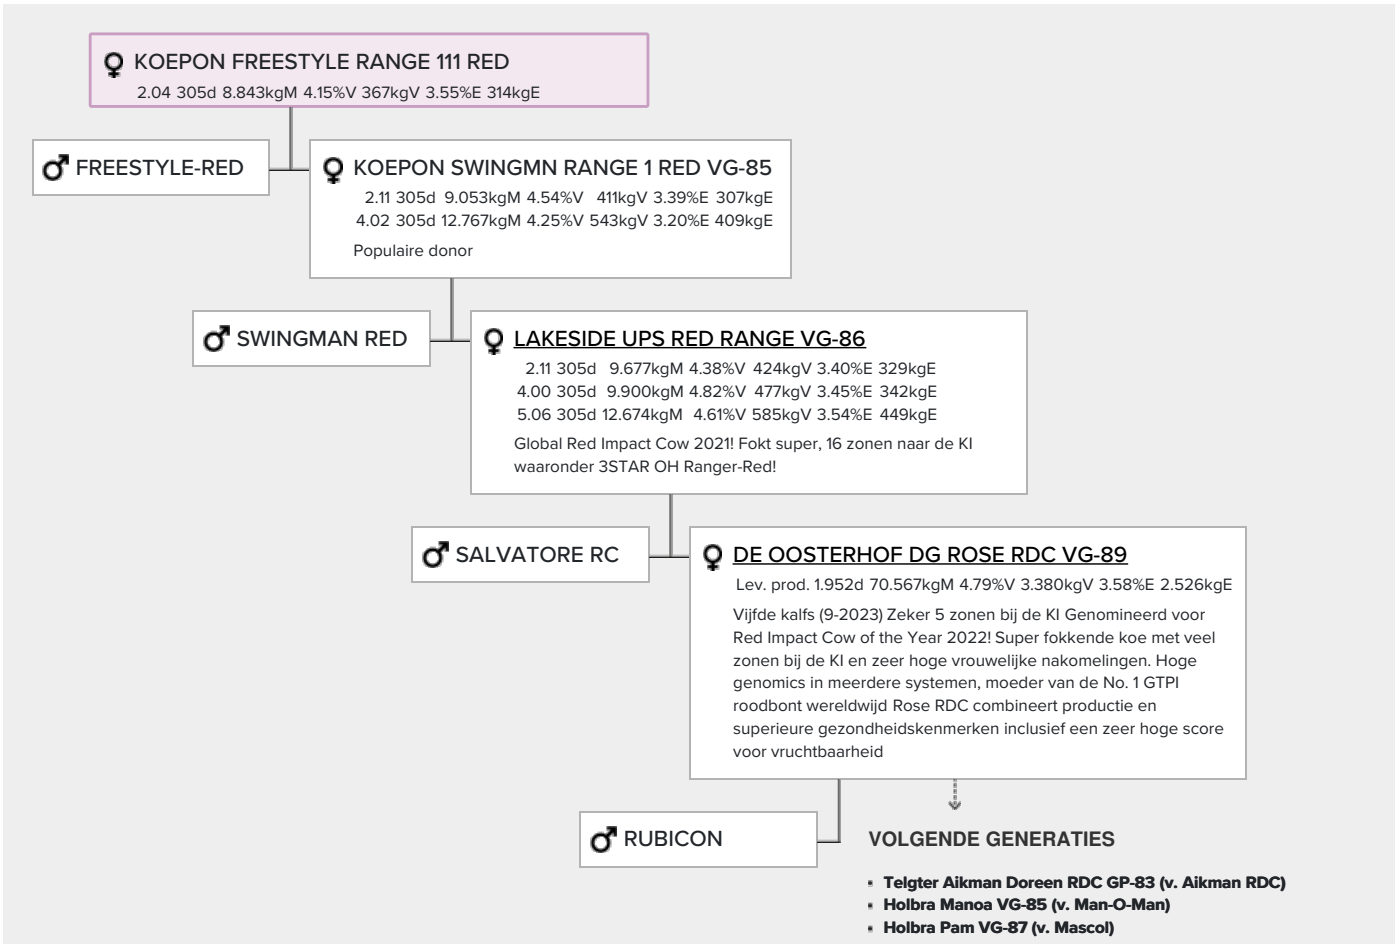 KOEPON FREESTYLE RANGE 111 RED
2.04 305d 8.843kgM 4.15%V 367kgV 3.55%E 314kgE
FREESTYLE-RED
KOEPON SWINGMN RANGE 1 RED VG-85
2.11 305d 9.053kgM 4.54%V 411kgV 3.39%E 307kgE
4.02 305d 12.767kgM 4.25%V 543kgV 3.20%E 409kgE
Populaire donor
SWINGMAN RED
LAKESIDE UPS RED RANGE VG-86
2.11 305d 9.677kgM 4.38%V 424kgV 3.40%E 329kgE
4.00 305d 9.900kgM 4.82%V 477kgV 3.45%E 342kgE
5.06 305d 12.674kgM 4.61%V 585kgV 3.54%E 449kgE
Global Red Impact Cow 2021! Fokt super, 16 zonen naar de KI
waaronder 3STAR OH Ranger-Red!
SALVATORE RC
DE OOSTERHOF DG ROSE RDC VG-89
Lev. prod. 1.952d 70.567kgM 4.79%V 3.380kgV 3.58%E 2.526kgE
Vijfde kalfs (9-2023) Zeker 5 zonen bij de KI Genomineerd voor
Red Impact Cow of the Year 2022! Super fokkende koe met veel
zonen bij de KI en zeer hoge vrouwelijke nakomelingen. Hoge
genomics in meerdere systemen, moeder van de No. 1 GTPI
roodbont wereldwijd Rose RDC combineert productie en
superieure gezondheidskenmerken inclusief een zeer hoge score
voor vruchtbaarheid
RUBICON
VOLGENDE GENERATIES
▪ Telgter Aikman Doreen RDC GP-83 (v. Aikman RDC)
▪ Holbra Manoa VG-85 (v. Man-O-Man)
▪ Holbra Pam VG-87 (v. Mascol)